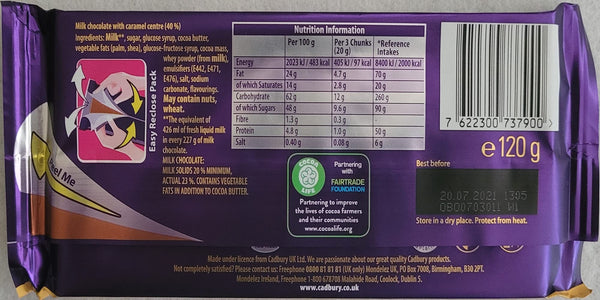 Milk chocolate with caramel centre (40 %)
Ingredients: Milk**, sugar, glucose syrup, cocoa butter,
vegetable fats (palm, shea), glucose-fructose syrup, cocoa mass,
whey powder (from milk),
emulsifiers (E442, E471,
E476), salt, sodium
carbonate, flavourings.
May contain nuts,
wheat.
**The equivalent of
426 ml of fresh liquid milk
in every 227 g of milk
chocolate.
MILK CHOCOLATE:
MILK SOLIDS 20 % MINIMUM,
ACTUAL 23 %. CONTAINS VEGETABLE
FATS IN ADDITION TO COCOA BUTTER.
Easy Reclose Pack
Peel Me
Nutrition Information
Per 100 g Per 3 Chunks (20 g) *Reference Intakes
Energy 2023 kJ / 483 kcal 405 kJ / 97 kcal 8400 kJ / 2000 kcal
Fat 24 g 4.7 g 70 g
of which Saturates 14 g 2.8 g 20 g
Carbohydrate 62 g 12 g 260 g
of which Sugars 48 g 9.6 g 90 g
Fibre 1.3 g 0.3 g
Protein 4.8 g 1.0 g 50 g
Salt 0.40 g 0.08 g 6 g
COCOA
LIFE
Partnering
with
FAIRTRADE
FOUNDATION
Partnering to improve
the lives of cocoa farmers
and their communities
www.cocoalife.org
7 622300 737900 >
e 120 g
Best before
20.07 2021 1305
OBO0703011 W1
Store in a dry place. Protect from heat.
Made under licence from Cadbury UK Ltd. We are passionate about our great quality Cadbury products.
Not completely satisfied? Please contact us: Freephone 0800 81 81 81 (UK only) Mondelez UK, PO Box 7008, Birmingham, B30 2PT.
Mondelez Ireland, Freephone 1-800 678708 Malahide Road, Coolock, Dublin 5.
www.cadbury.co.uk